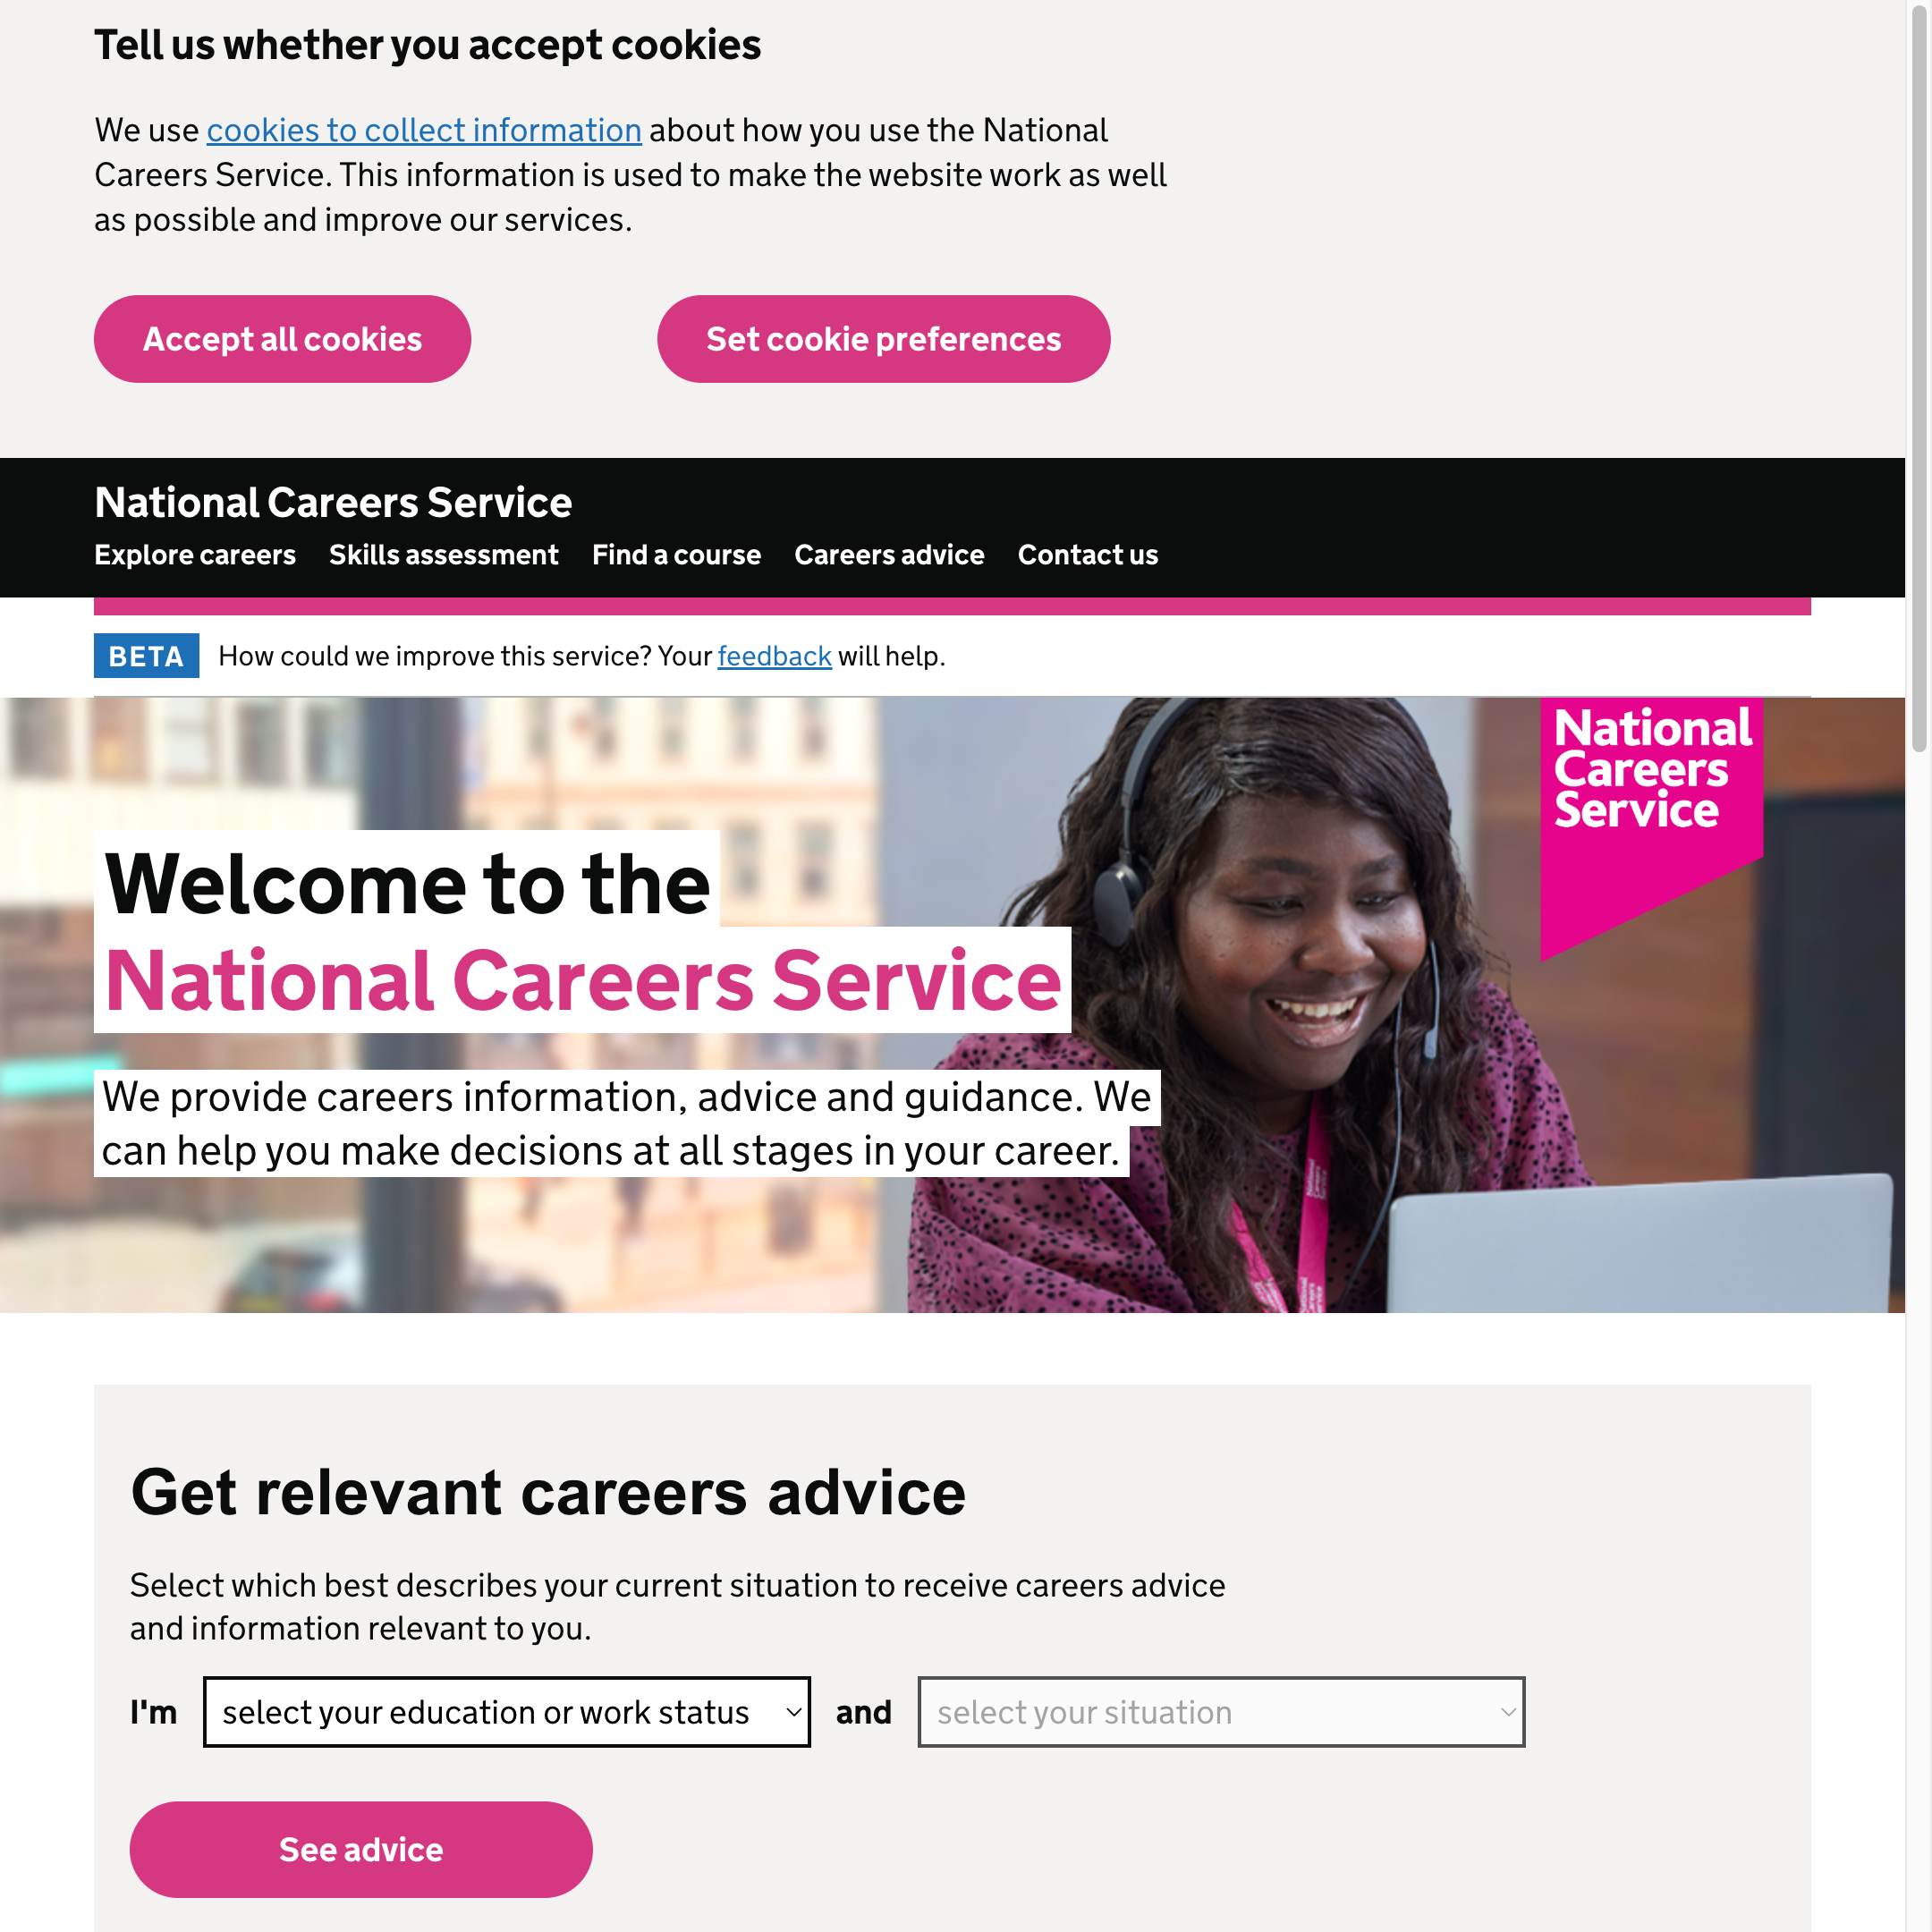 Tell us whether you accept cookies
We use cookies to collect information about how you use the National
Careers Service. This information is used to make the website work as well
as possible and improve our services.
Accept all cookies
Set cookie preferences
National Careers Service
Explore careers
Skills assessment
Find a course
Careers advice
Contact us
BETA
How could we improve this service? Your feedback will help.
National
Careers
Service
Welcome to the
National Careers Service
We provide careers information, advice and guidance. We
can help you make decisions at all stages in your career.
Get relevant careers advice
Select which best describes your current situation to receive careers advice
and information relevant to you.
I'm
select your education or work status
and
select your situation
See advice